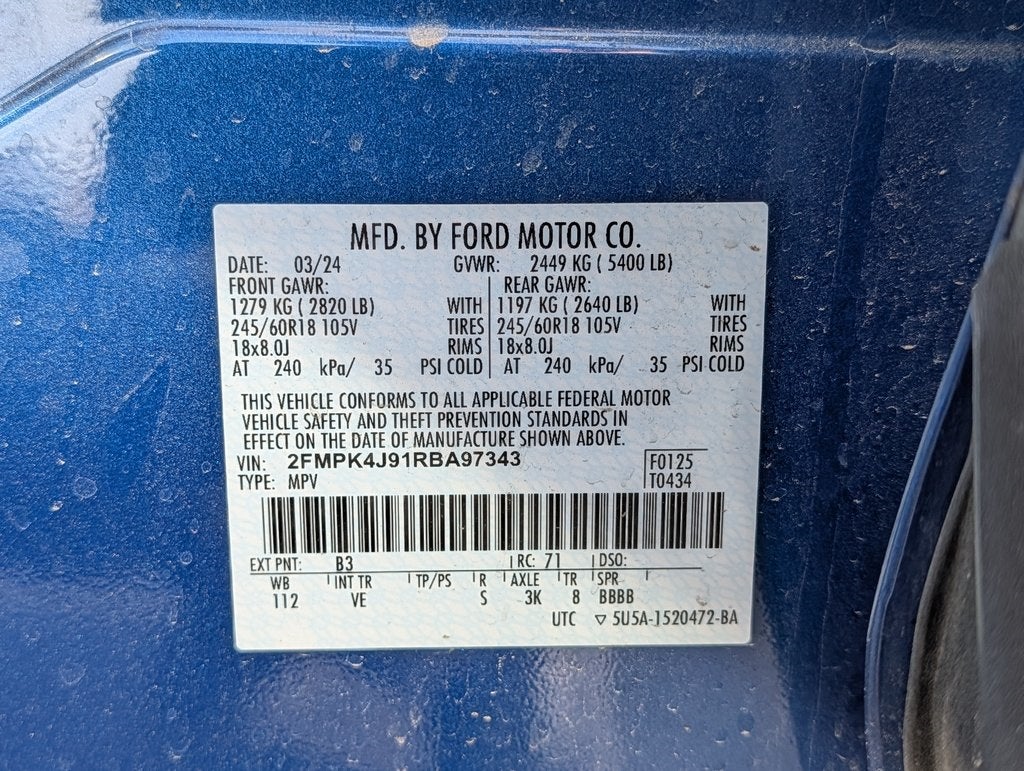 MFD. BY FORD MOTOR CO.
DATE: 03/24 GVWR: 2449 KG ( 5400 LB)
FRONT GAWR: REAR GAWR:
1279 KG ( 2820 LB) WITH 1197 KG ( 2640 LB) WITH
245/60R18 105V TIRES 245/60R18 105V TIRES
18x8.0J RIMS 18x8.0J RIMS
AT 240 kPa/ 35 PSI COLD AT 240 kPa/ 35 PSI COLD
THIS VEHICLE CONFORMS TO ALL APPLICABLE FEDERAL MOTOR
VEHICLE SAFETY AND THEFT PREVENTION STANDARDS IN
EFFECT ON THE DATE OF MANUFACTURE SHOWN ABOVE.
VIN: 2FMPK4J91RBA97343 F0125
TYPE: MPV T0434
EXT PNT: B3 RC: 71 DSO:
WB INT TR TP/PS R AXLE TR SPR
112 VE S 3K 8 BBBB
UTC ▽ 5U5A-1520472-BA